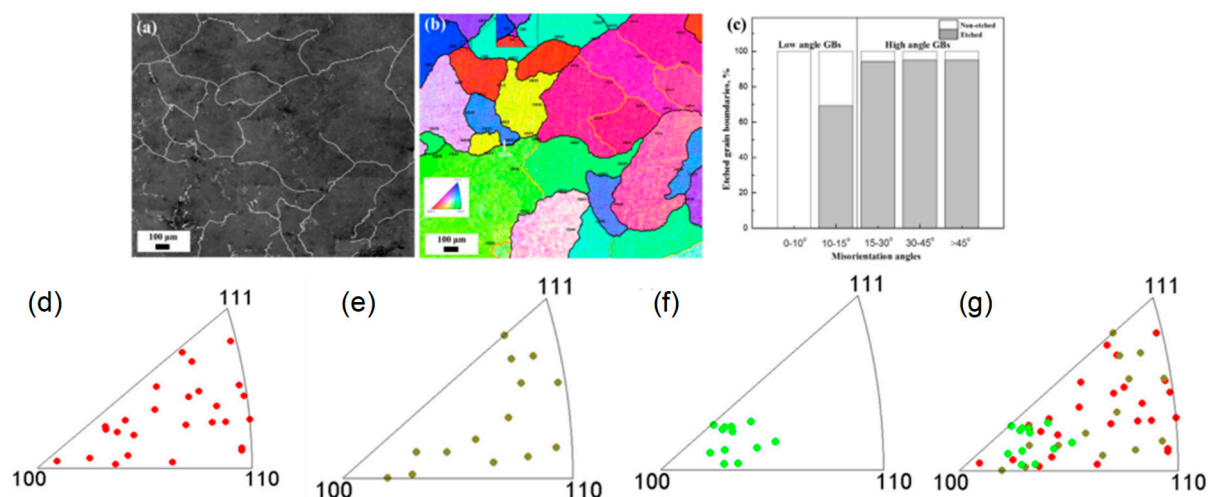 (a)
100 μm
(b)
100 μm
(c)
Non-etched
Etched
Low angle GBs
High angle GBs
Etched grain boundaries, %
100
80
60
40
20
0
0-10°
10-15°
15-30°
30-45°
>45°
Misorientation angles
(d)
111
100
110
(e)
111
100
110
(f)
111
100
110
(g)
111
100
110